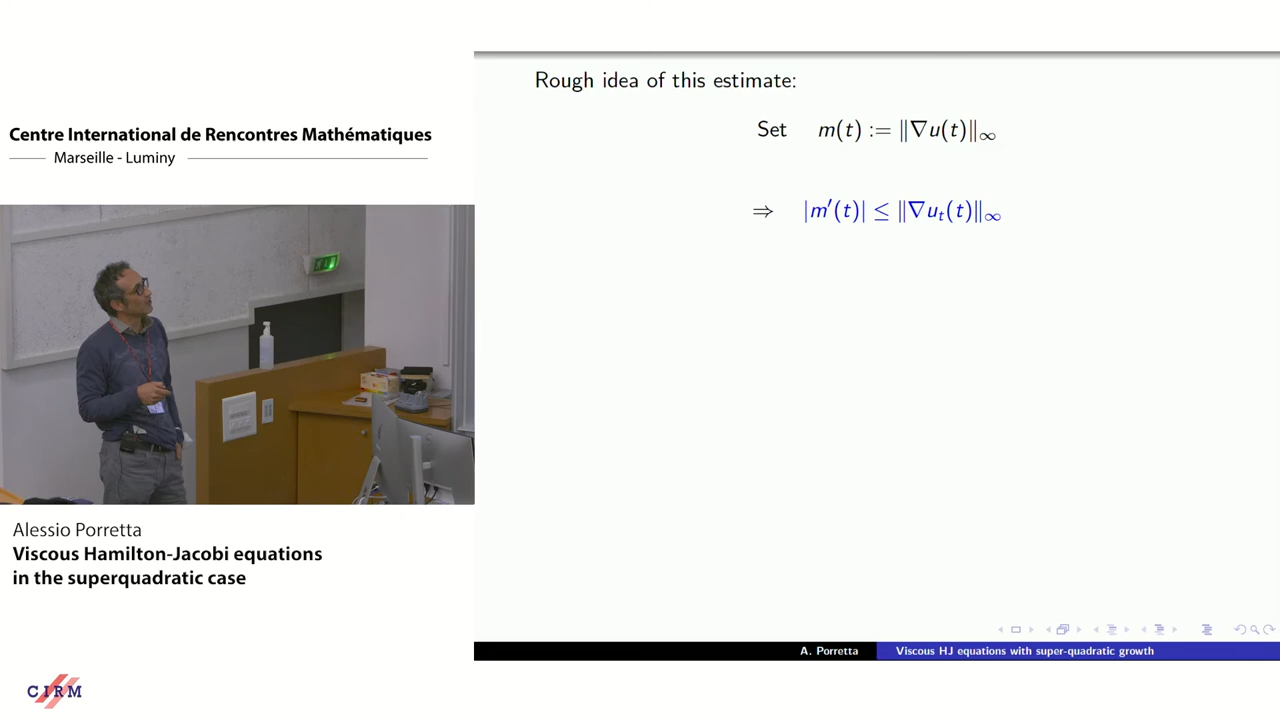 Centre International de Rencontres Mathématiques
Marseille - Luminy
Alessio Porretta
Viscous Hamilton-Jacobi equations
in the superquadratic case
CIRM
Rough idea of this estimate:
Set m(t) := ‖∇u(t)‖∞
⇒ |m′(t)| ≤ ‖∇uₜ(t)‖∞
A. Porretta Viscous HJ equations with super-quadratic growth